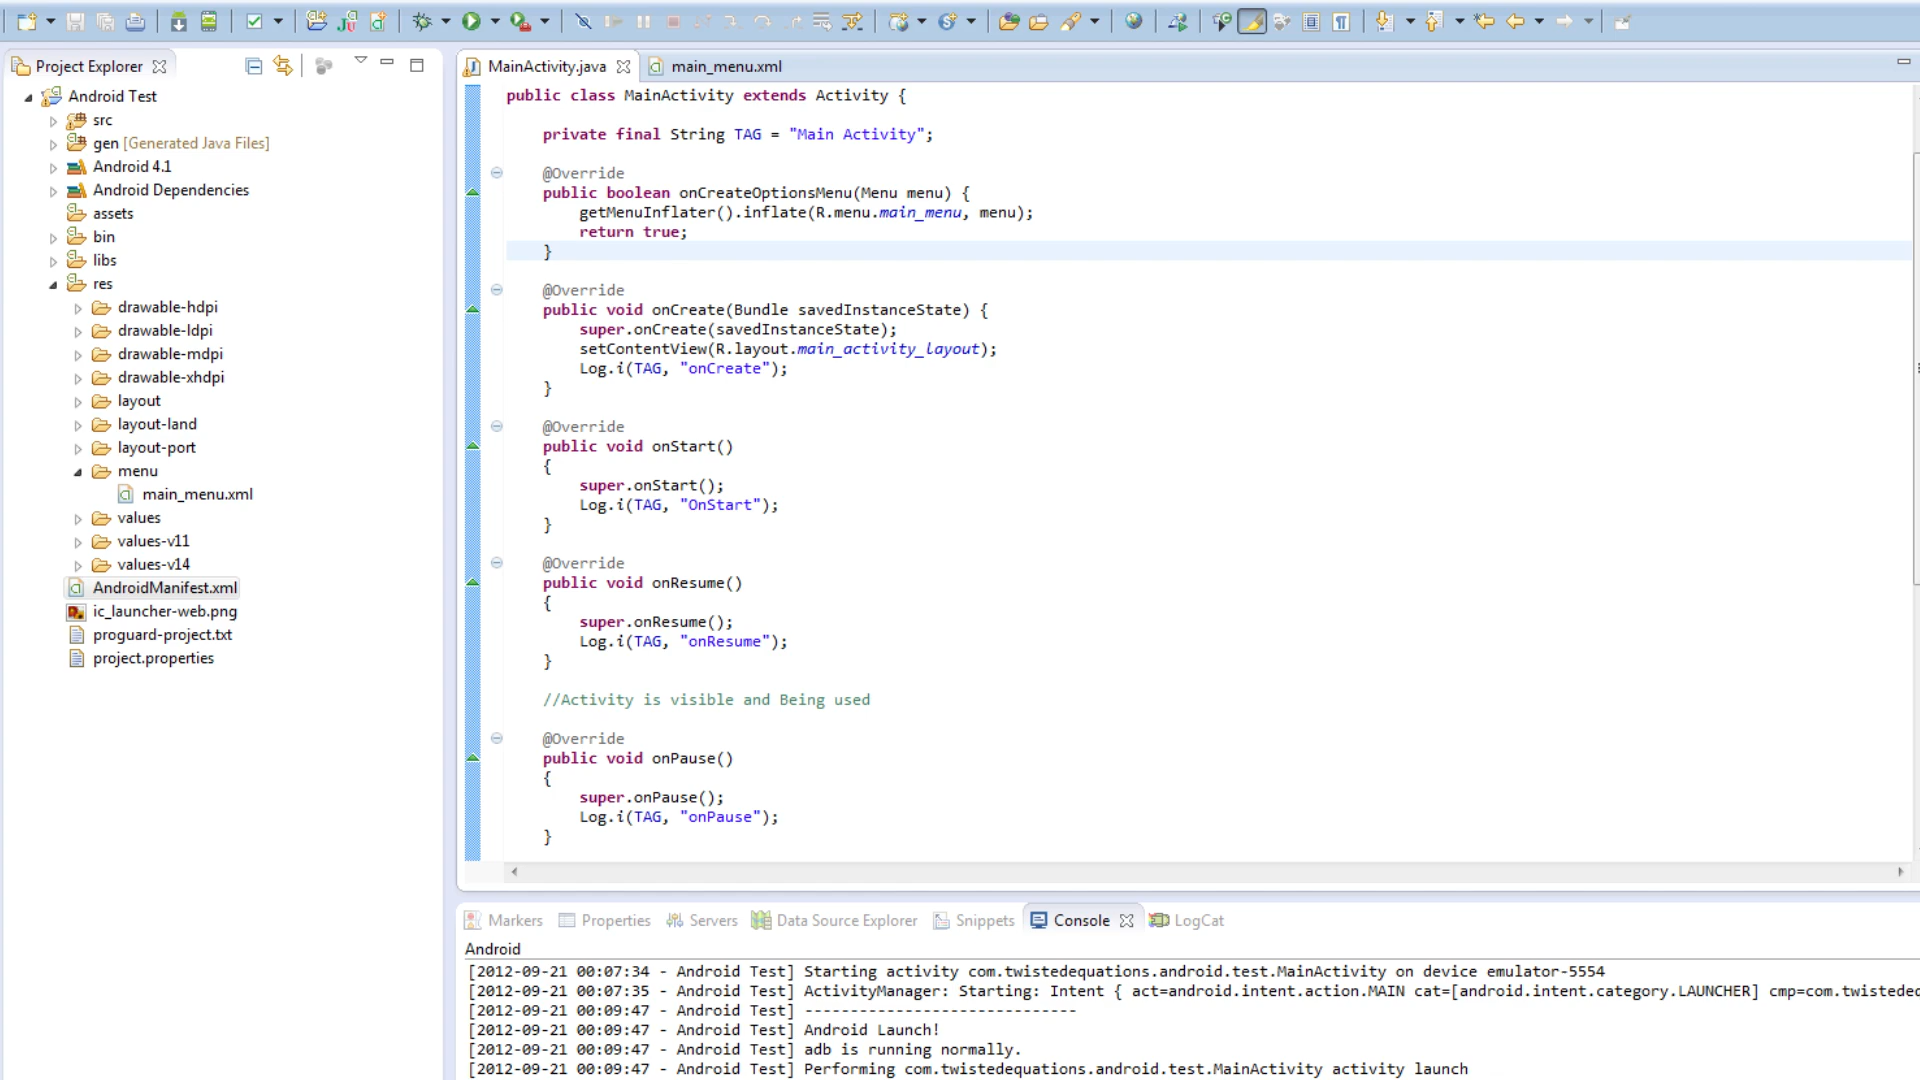 Project Explorer
Android Test
src
gen [Generated Java Files]
Android 4.1
Android Dependencies
assets
bin
libs
res
drawable-hdpi
drawable-ldpi
drawable-mdpi
drawable-xhdpi
layout
layout-land
layout-port
menu
main_menu.xml
values
values-v11
values-v14
AndroidManifest.xml
ic_launcher-web.png
proguard-project.txt
project.properties
MainActivity.java
main_menu.xml
public class MainActivity extends Activity {
private final String TAG = "Main Activity";
@Override
public boolean onCreateOptionsMenu(Menu menu) {
getMenuInflater().inflate(R.menu.main_menu, menu);
return true;
}
@Override
public void onCreate(Bundle savedInstanceState) {
super.onCreate(savedInstanceState);
setContentView(R.layout.main_activity_layout);
Log.i(TAG, "onCreate");
}
@Override
public void onStart()
{
super.onStart();
Log.i(TAG, "OnStart");
}
@Override
public void onResume()
{
super.onResume();
Log.i(TAG, "onResume");
}
//Activity is visible and Being used
@Override
public void onPause()
{
super.onPause();
Log.i(TAG, "onPause");
}
Markers Properties Servers Data Source Explorer Snippets Console LogCat
Android
[2012-09-21 00:07:34 - Android Test] Starting activity com.twistedequations.android.test.MainActivity on device emulator-5554
[2012-09-21 00:07:35 - Android Test] ActivityManager: Starting: Intent { act=android.intent.action.MAIN cat=[android.intent.category.LAUNCHER] cmp=com.twisted
[2012-09-21 00:09:47 - Android Test] ------------------------------
[2012-09-21 00:09:47 - Android Test] Android Launch!
[2012-09-21 00:09:47 - Android Test] adb is running normally.
[2012-09-21 00:09:47 - Android Test] Performing com.twistedequations.android.test.MainActivity activity launch